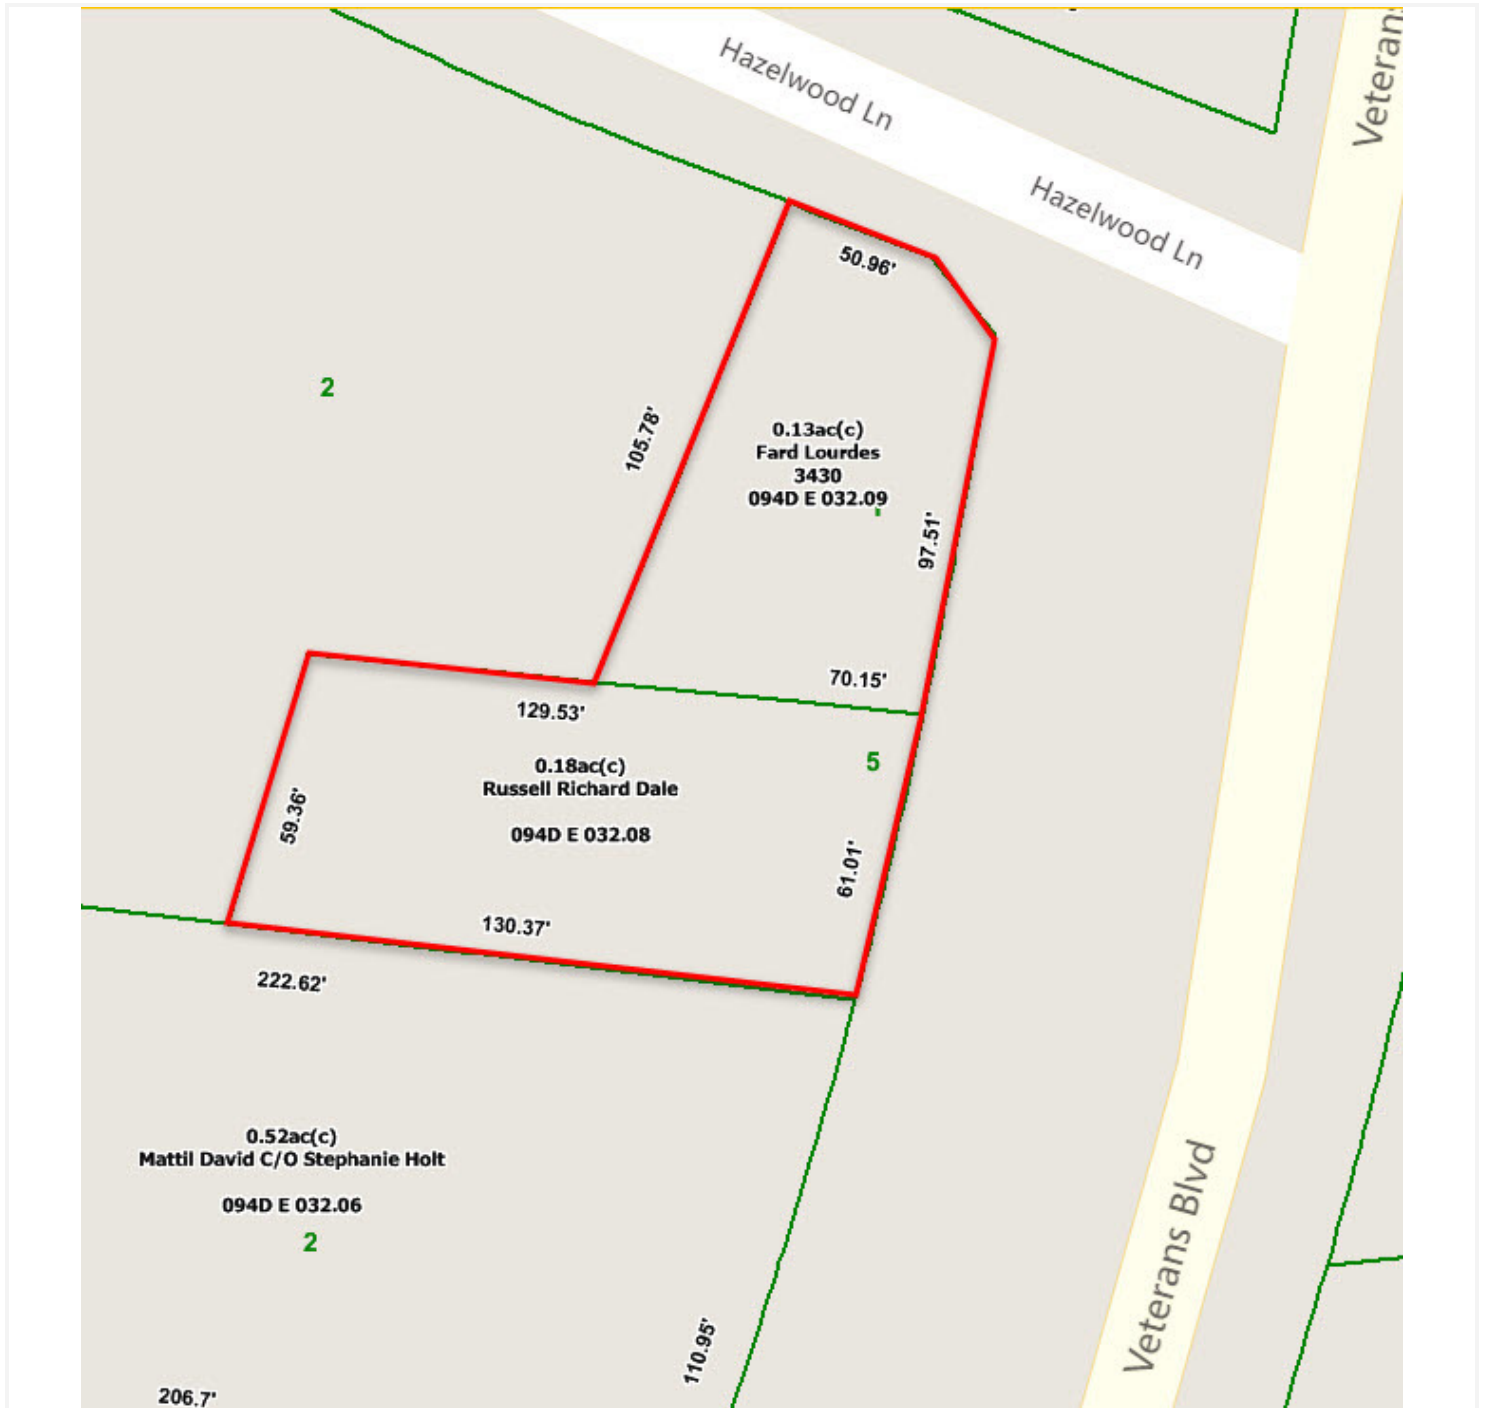 Hazelwood Ln
Veterans
Hazelwood Ln
50.96'
2
105.78'
0.13ac(c)
Fard Lourdes
3430
094D E 032.09
97.51'
70.15'
129.53'
5
0.18ac(c)
Russell Richard Dale
094D E 032.08
59.36'
61.01'
130.37'
222.62'
0.52ac(c)
Mattil David C/O Stephanie Holt
094D E 032.06
2
Veterans Blvd
110.95'
206.7'